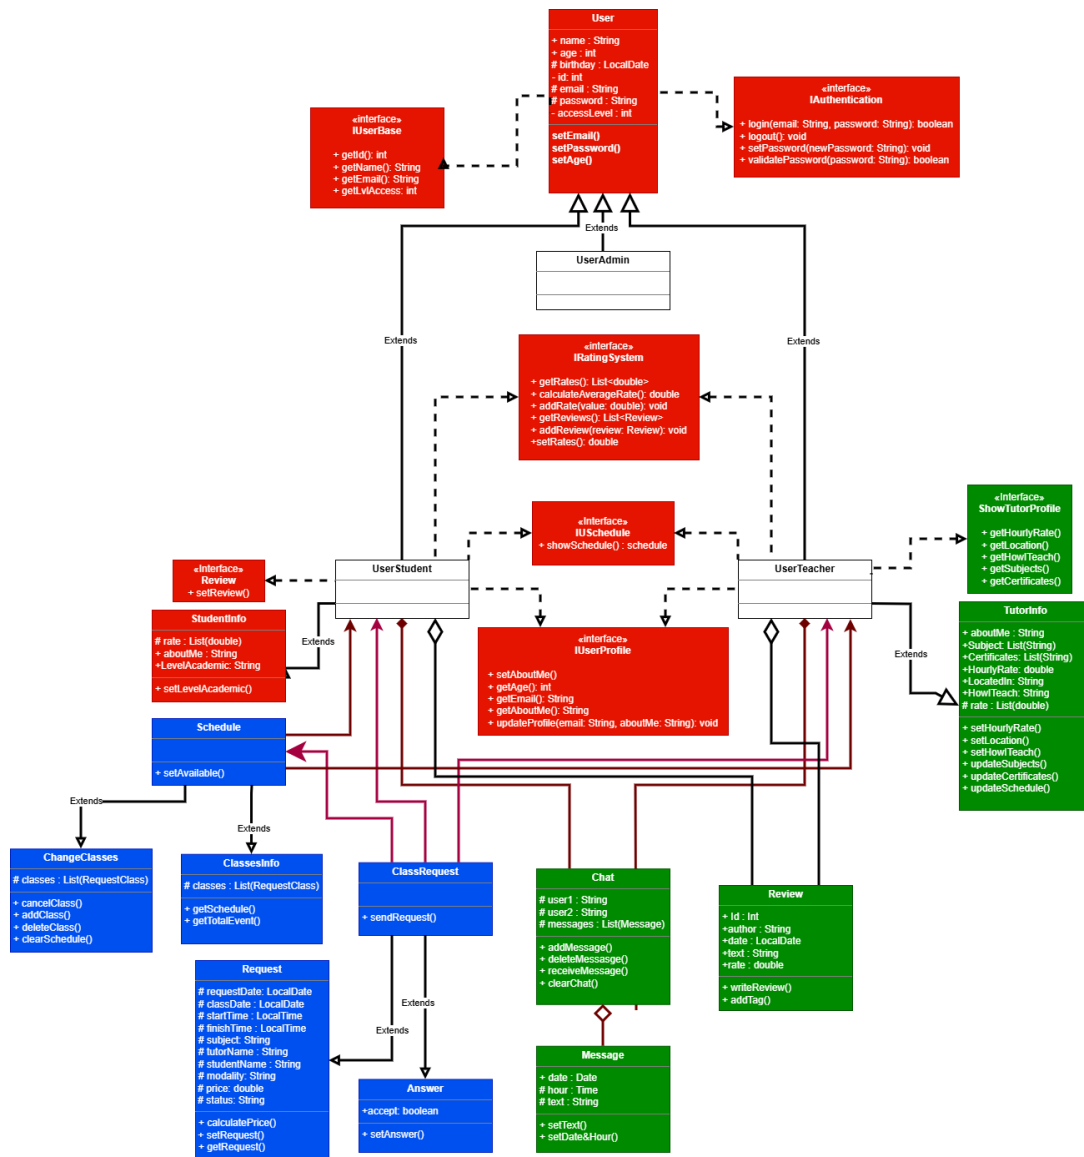 User
+ name : String
+ age : int
# birthday : LocalDate
- id: int
# email : String
# password : String
- accessLevel : int
setEmail()
setPassword()
setAge()
«interface»
IAuthentication
+ login(email: String, password: String): boolean
+ logout(): void
+ setPassword(newPassword: String): void
+ validatePassword(password: String): boolean
«interface»
IUserBase
+ getId(): int
+ getName(): String
+ getEmail(): String
+ getLvlAccess: int
Extends
UserAdmin
Extends
Extends
«interface»
IRatingSystem
+ getRates(): List<double>
+ calculateAverageRate(): double
+ addRate(value: double): void
+ getReviews(): List<Review>
+ addReview(review: Review): void
+setRates(): double
«Interface»
IUSchedule
+ showSchedule() : schedule
«Interface»
ShowTutorProfile
+ getHourlyRate()
+ getLocation()
+ getHowITeach()
+ getSubjects()
+ getCertificates()
«Interface»
Review
+ setReview()
UserStudent
UserTeacher
StudentInfo
# rate : List(double)
+ aboutMe : String
+LevelAcademic: String
+ setLevelAcademic()
Extends
«interface»
IUserProfile
+ setAboutMe()
+ getAge(): int
+ getEmail(): String
+ getAboutMe(): String
+ updateProfile(email: String, aboutMe: String): void
Extends
TutorInfo
+ aboutMe : String
+Subject: List(String)
+Certificates: List(String)
+HourlyRate: double
+LocatedIn: String
+HowITeach: String
# rate : List(double)
+ setHourlyRate()
+ setLocation()
+ setHowITeach()
+ updateSubjects()
+ updateCertificates()
+ updateSchedule()
Schedule
+ setAvailable()
Extends
Extends
ChangeClasses
# classes : List(RequestClass)
+ cancelClass()
+ addClass()
+ deleteClass()
+ clearSchedule()
ClassesInfo
# classes : List(RequestClass)
+ getSchedule()
+ getTotalEvent()
ClassRequest
+ sendRequest()
Chat
# user1 : String
# user2 : String
# messages : List(Message)
+ addMessage()
+ deleteMessasge()
+ receiveMessage()
+ clearChat()
Review
+ Id : Int
+author : String
+date : LocalDate
+text : String
+rate : double
+ writeReview()
+ addTag()
Request
# requestDate: LocalDate
# classDate : LocalDate
# startTime : LocalTime
# finishTime : LocalTime
# subject: String
# tutorName : String
# studentName : String
# modality: String
# price: double
# status: String
+ calculatePrice()
+ setRequest()
+ getRequest()
Extends
Extends
Answer
+accept: boolean
+ setAnswer()
Message
+ date : Date
# hour : Time
# text : String
+ setText()
+ setDate&Hour()